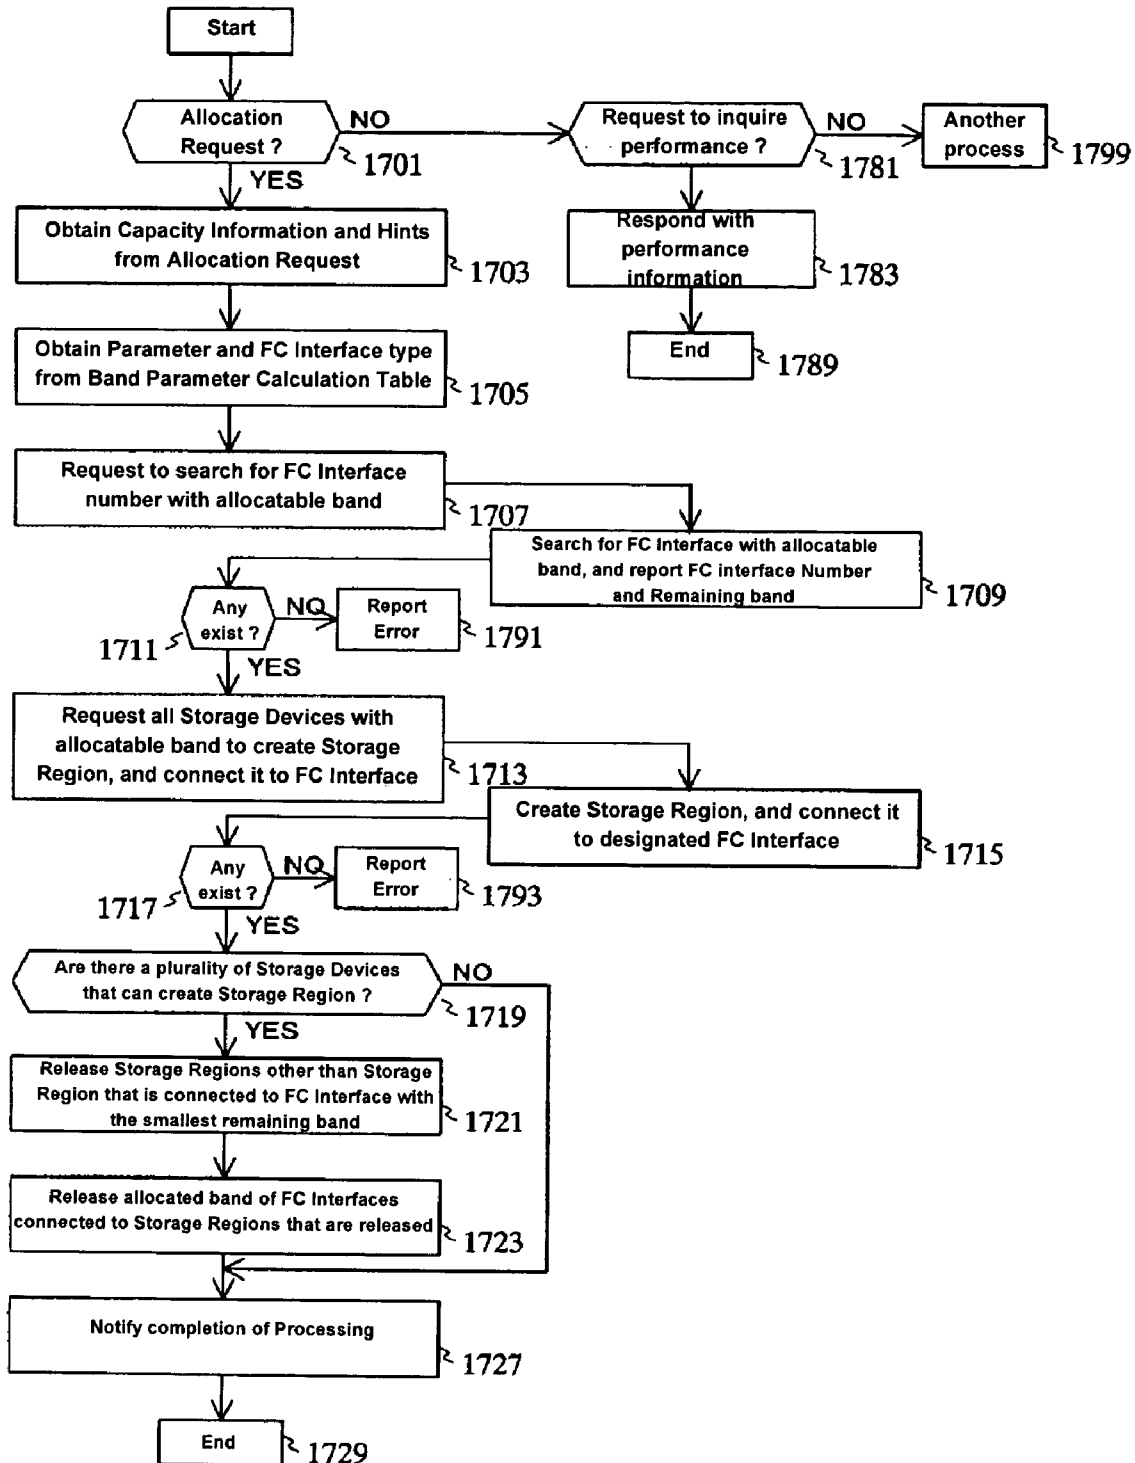 Start
Allocation
Request ?
NO
1701
Request to inquire
performance ?
NO
1781
Another
process
1799
YES
Obtain Capacity Information and Hints
from Allocation Request
1703
Respond with
performance
information
1783
End
1789
Obtain Parameter and FC Interface type
from Band Parameter Calculation Table
1705
Request to search for FC Interface
number with allocatable band
1707
Search for FC Interface with allocatable
band, and report FC interface Number
and Remaining band
1709
Any
exist ?
1711
NO
Report
Error
1791
YES
Request all Storage Devices with
allocatable band to create Storage
Region, and connect it to FC Interface
1713
Create Storage Region, and connect it
to designated FC Interface
1715
Any
exist ?
1717
NO
Report
Error
1793
YES
Are there a plurality of Storage Devices
that can create Storage Region ?
NO
1719
YES
Release Storage Regions other than Storage
Region that is connected to FC Interface with
the smallest remaining band
1721
Release allocated band of FC Interfaces
connected to Storage Regions that are released
1723
Notify completion of Processing
1727
End
1729